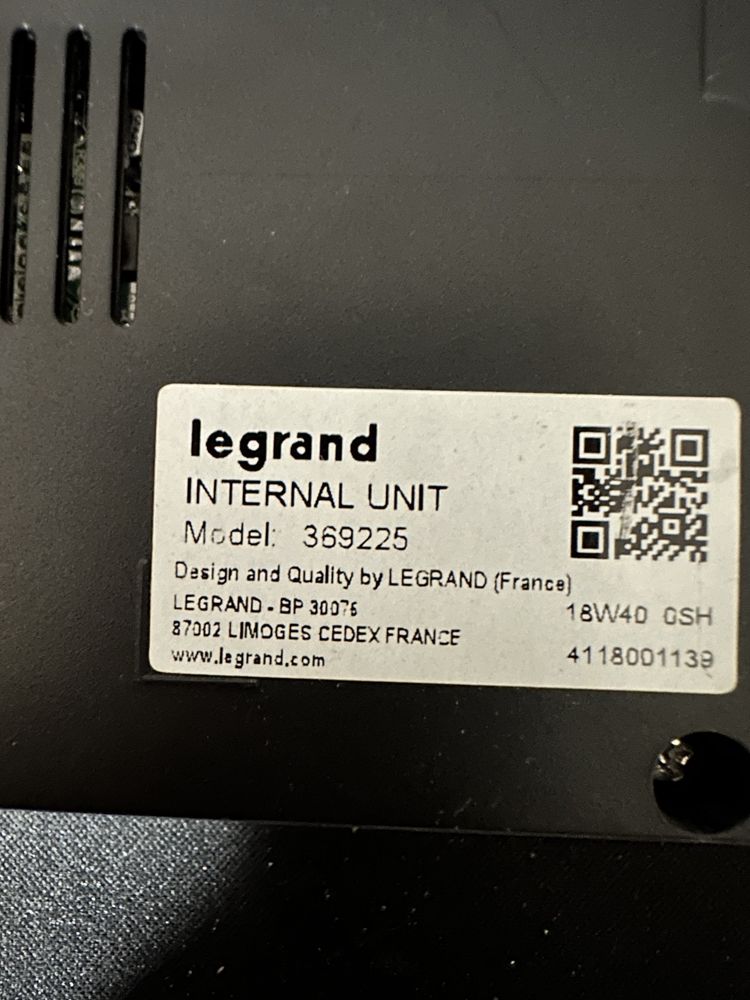 legrand
INTERNAL UNIT
Model: 369225
Design and Quality by LEGRAND (France)
LEGRAND - BP 30076
87002 LIMOGES CEDEX FRANCE
www.legrand.com
18W40 0SH
4118001139